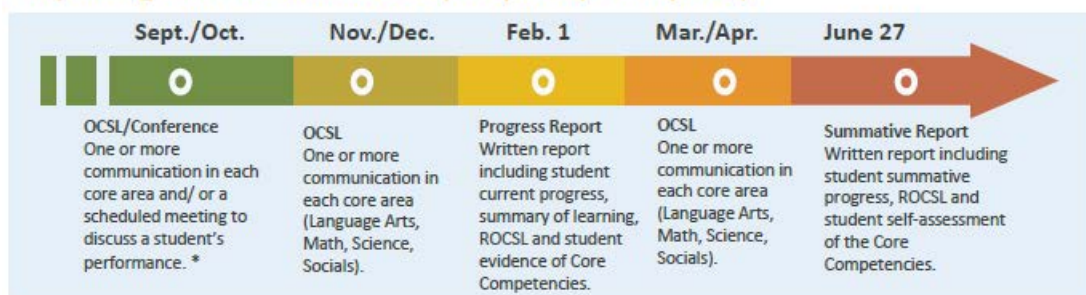 Sept./Oct.
Nov./Dec.
Feb. 1
Mar./Apr.
June 27
OCSL/Conference
One or more
communication in each
core area and/ or a
scheduled meeting to
discuss a student's
performance. *
OCSL
One or more
communication in
each core area
(Language Arts,
Math, Science,
Socials).
Progress Report
Written report
including student
current progress,
summary of learning,
ROCSL and student
evidence of Core
Competencies.
OCSL
One or more
communication in
each core area
(Language Arts,
Math, Science,
Socials).
Summative Report
Written report including
student summative
progress, ROCSL and
student self-assessment
of the Core
Competencies.